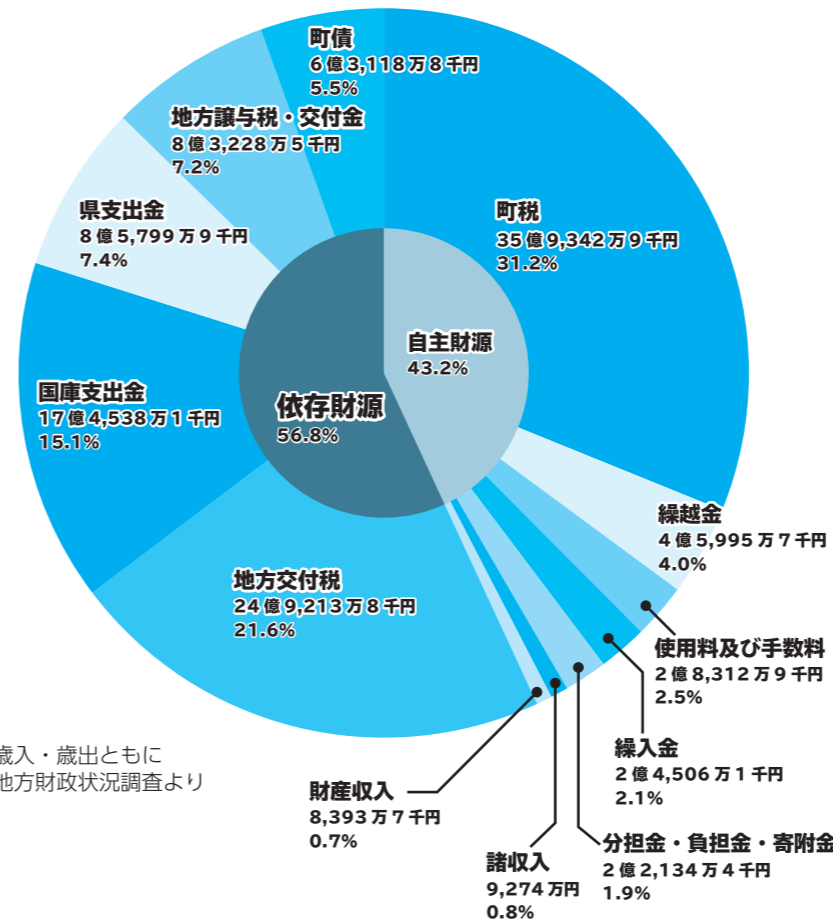 町債
6億3,118万8千円
5.5%
地方譲与税・交付金
8億3,228万5千円
7.2%
県支出金
8億5,799万9千円
7.4%
国庫支出金
17億4,538万1千円
15.1%
地方交付税
24億9,213万8千円
21.6%
依存財源
56.8%
自主財源
43.2%
町税
35億9,342万9千円
31.2%
繰越金
4億5,995万7千円
4.0%
使用料及び手数料
2億8,312万9千円
2.5%
繰入金
2億4,506万1千円
2.1%
分担金・負担金・寄附金
2億2,134万4千円
1.9%
諸収入
9,274万円
0.8%
財産収入
8,393万7千円
0.7%
歳入・歳出ともに
地方財政状況調査より